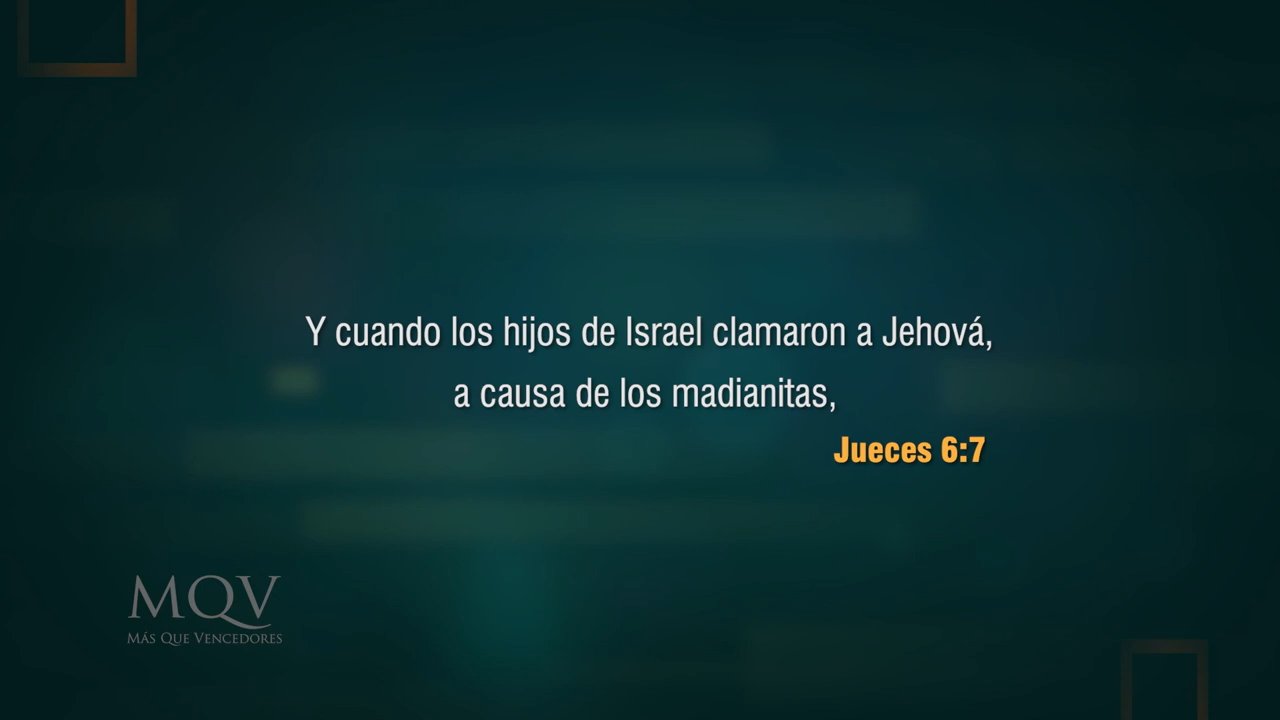 Y cuando los hijos de Israel clamaron a Jehová,
a causa de los madianitas,
Jueces 6:7
MQV
MÁS QUE VENCEDORES